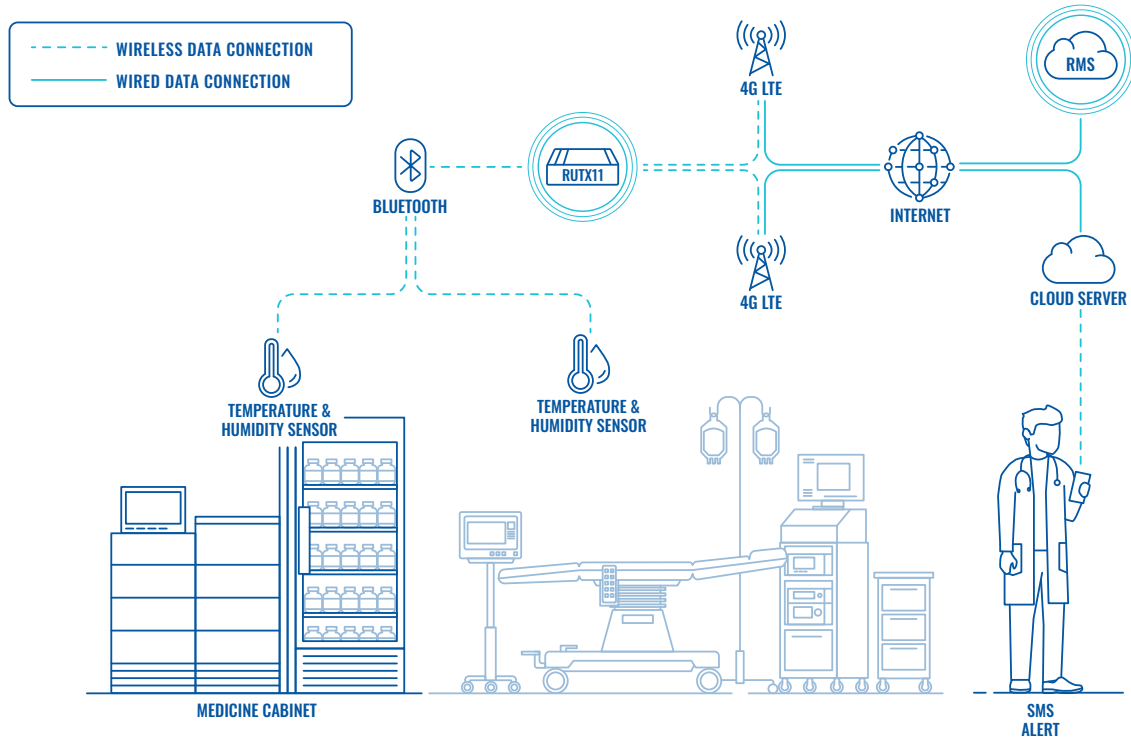 WIRELESS DATA CONNECTION
WIRED DATA CONNECTION
4G LTE
RMS
BLUETOOTH
RUTX11
INTERNET
4G LTE
CLOUD SERVER
TEMPERATURE &
HUMIDITY SENSOR
TEMPERATURE &
HUMIDITY SENSOR
MEDICINE CABINET
SMS
ALERT